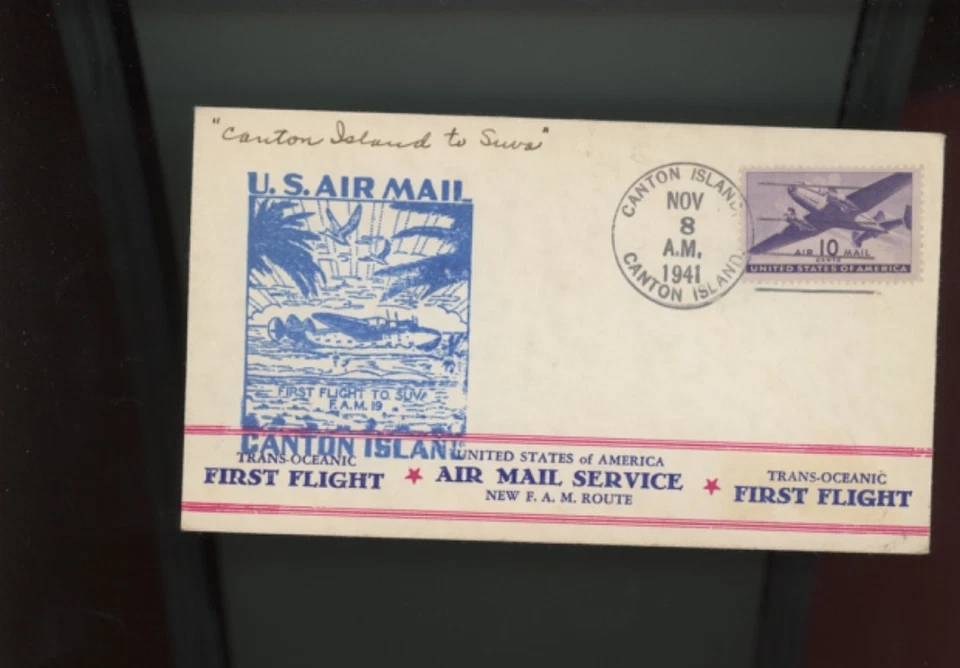 "Canton Island to Suva"
U.S. AIR MAIL
CANTON ISLAND
NOV
8
A.M.
1941
CANTON ISLAND
AIR 10 MAIL
CENTS
UNITED STATES OF AMERICA
FIRST FLIGHT TO SUVA
F.A.M. 19
CANTON ISLAND
TRANS-OCEANIC
FIRST FLIGHT
UNITED STATES of AMERICA
AIR MAIL SERVICE
NEW F. A. M. ROUTE
TRANS-OCEANIC
FIRST FLIGHT